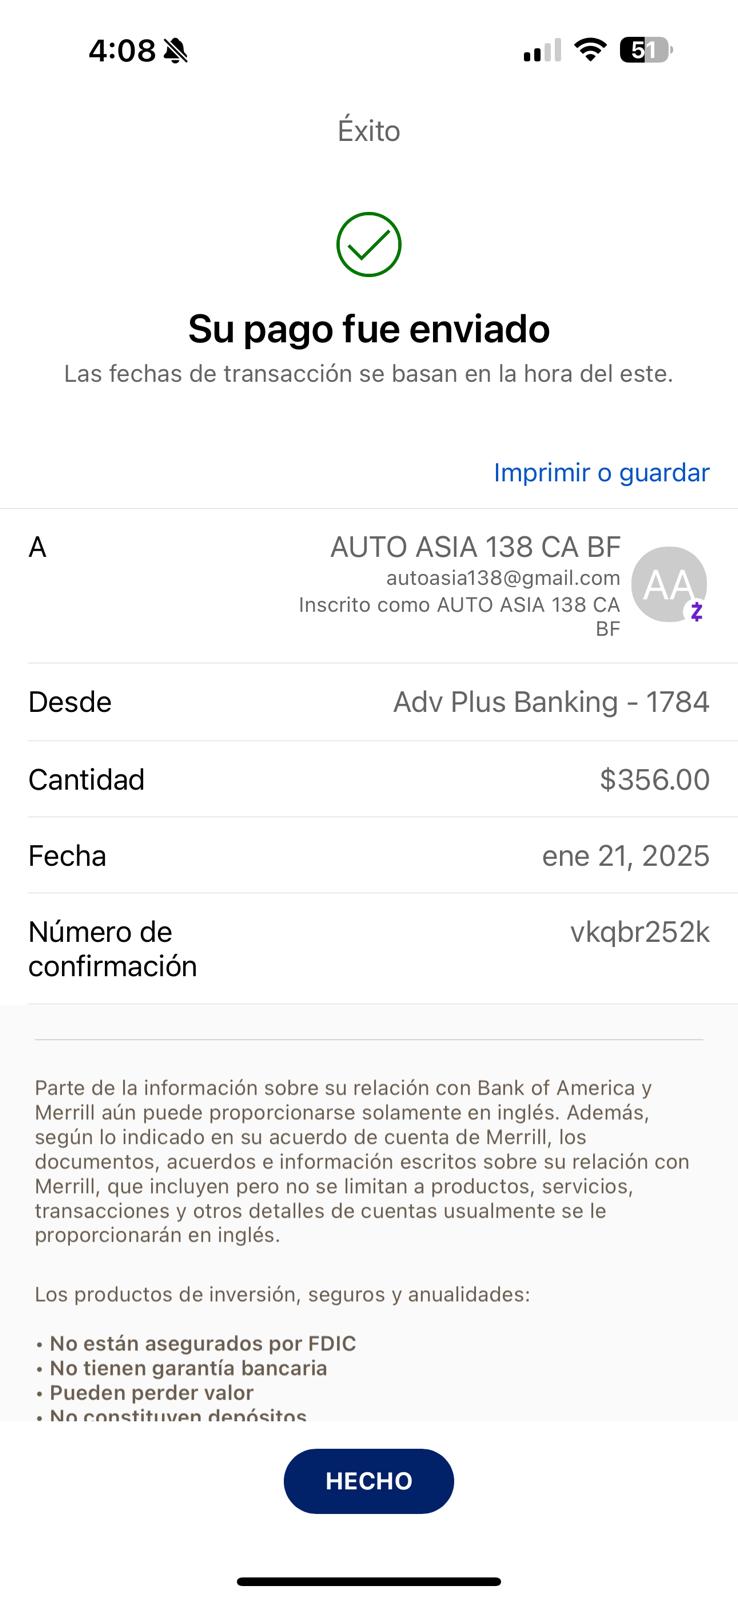 4:08
51
Éxito
Su pago fue enviado
Las fechas de transacción se basan en la hora del este.
Imprimir o guardar
A
AUTO ASIA 138 CA BF
autoasia138@gmail.com
Inscrito como AUTO ASIA 138 CA
BF
AA
Desde
Adv Plus Banking - 1784
Cantidad
$356.00
Fecha
ene 21, 2025
Número de
confirmación
vkqbr252k
Parte de la información sobre su relación con Bank of America y
Merrill aún puede proporcionarse solamente en inglés. Además,
según lo indicado en su acuerdo de cuenta de Merrill, los
documentos, acuerdos e información escritos sobre su relación con
Merrill, que incluyen pero no se limitan a productos, servicios,
transacciones y otros detalles de cuentas usualmente se le
proporcionarán en inglés.
Los productos de inversión, seguros y anualidades:
• No están asegurados por FDIC
• No tienen garantía bancaria
• Pueden perder valor
• No constituyen depósitos
HECHO